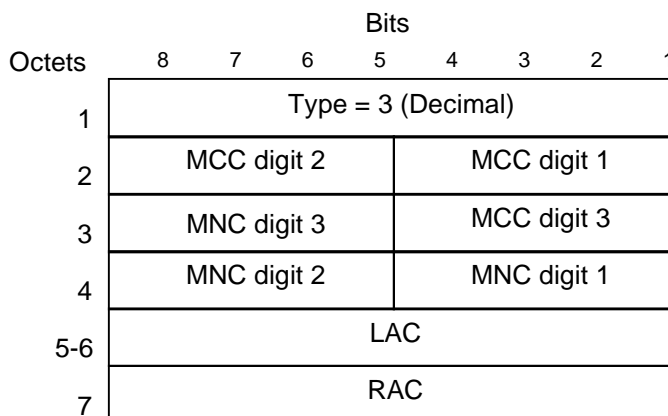 Bits
Octets 8 7 6 5 4 3 2 1
1 Type = 3 (Decimal)
2 MCC digit 2 MCC digit 1
3 MNC digit 3 MCC digit 3
4 MNC digit 2 MNC digit 1
5-6 LAC
7 RAC